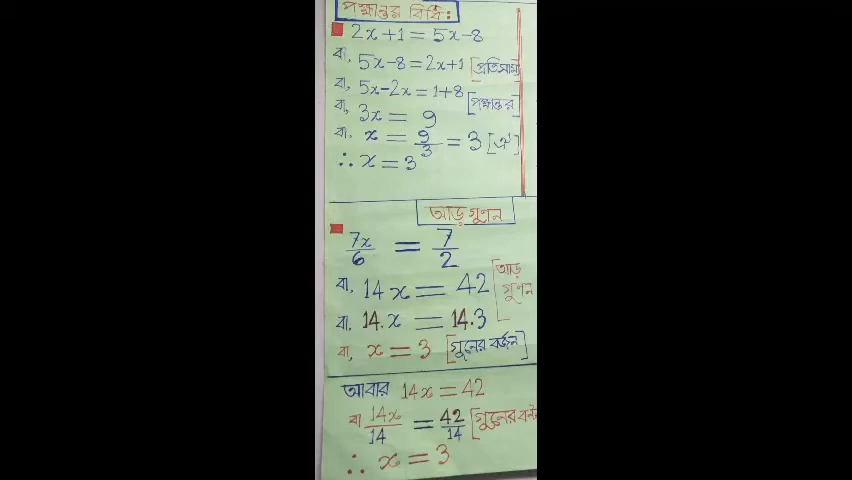 পক্ষান্তর বিধি:
2x+1 = 5x-8
বা, 5x-8 = 2x+1 [প্রতিসাম্য]
বা, 5x-2x = 1+8 [পক্ষান্তর]
বা, 3x = 9
বা, x = 9/3 = 3 [ঐ]
∴ x = 3
আড় গুণন
7x/6 = 7/2
বা, 14x = 42 [আড় গুণন
বা, 14.x = 14.3
বা, x = 3 [গুনের বর্জন]
আবার 14x = 42
বা 14x/14 = 42/14 [গুনের
∴ x = 3